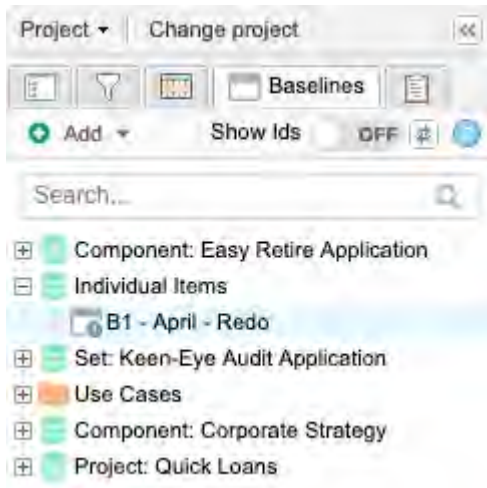 Project Change project
Baselines
Add Show Ids OFF
Search...
Component: Easy Retire Application
Individual Items
B1 - April - Redo
Set: Keen-Eye Audit Application
Use Cases
Component: Corporate Strategy
Project: Quick Loans